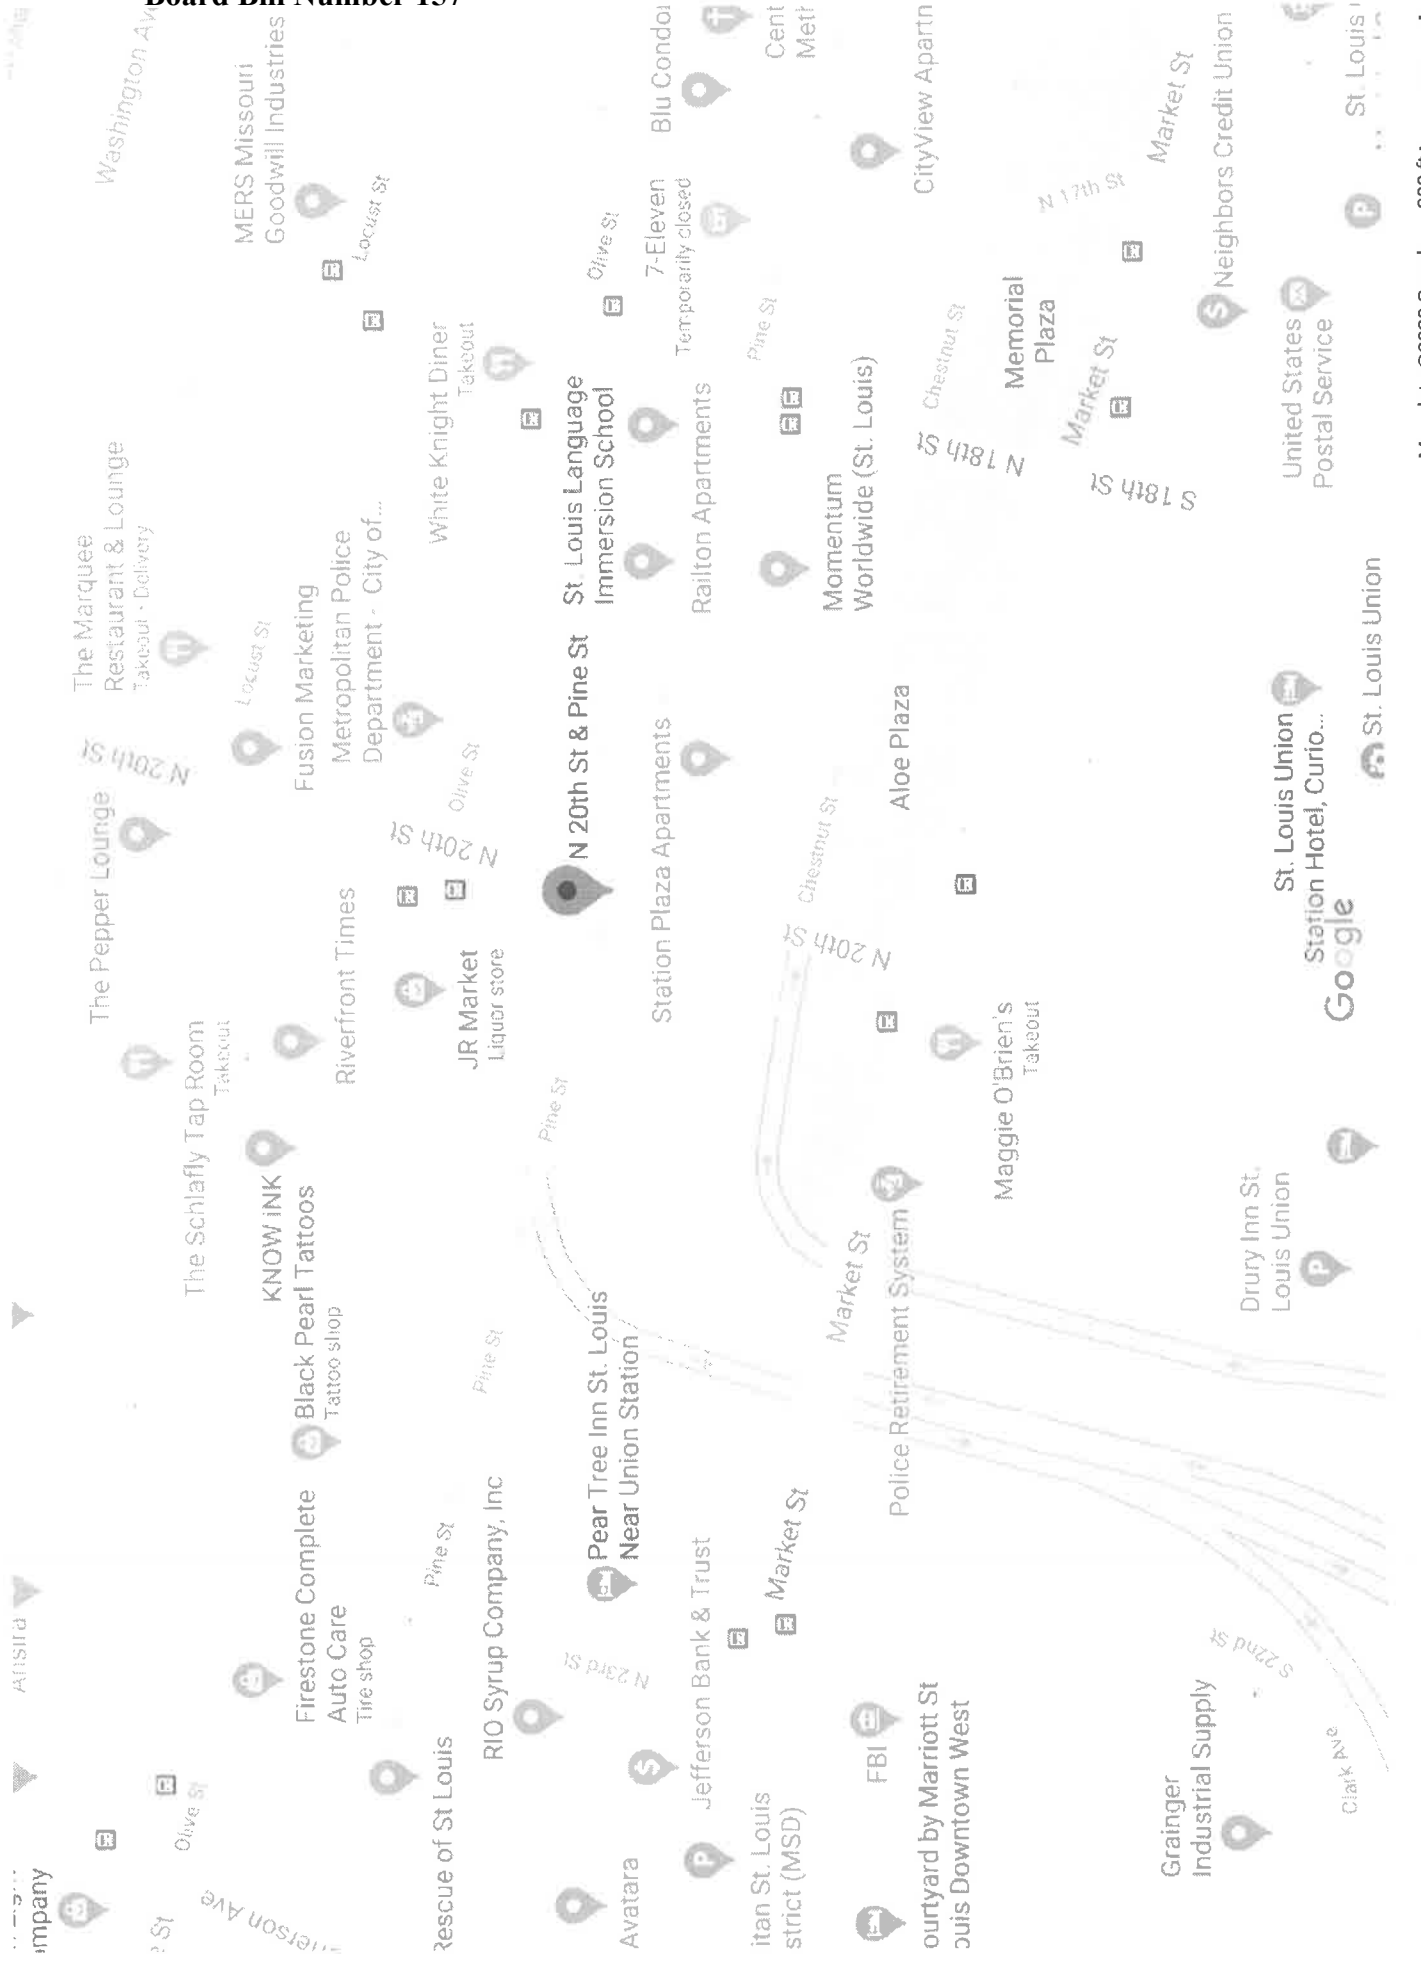 Board Bill Number 157
Washington Av
MERS Missouri
Goodwill Industries
Locust St
Olive St
7-Eleven
Temporarily closed
Blu Condo
Cent
Metr
CityView Apartn
Pine St
N 17th St
Market St
Neighbors Credit Union
St. Louis
The Marquee
Restaurant & Lounge
Takeout · Delivery
White Knight Diner
Takeout
St. Louis Language
Immersion School
Railton Apartments
Momentum
Worldwide (St. Louis)
Chestnut St
N 18th St
Memorial
Plaza
Market St
S 18th St
United States
Postal Service
N 20th St
Locust St
Fusion Marketing
Metropolitan Police
Department - City of...
Olive St
N 20th St
N 20th St & Pine St
Station Plaza Apartments
Chestnut St
N 20th St
Aloe Plaza
St. Louis Union
Station Hotel, Curio...
St. Louis Union
Google
The Pepper Lounge
The Schlafly Tap Room
Takeout
Riverfront Times
JR Market
Liquor store
Pine St
Maggie O'Brien's
Takeout
KNOW iNK
Black Pearl Tattoos
Tattoo shop
Pine St
Pear Tree Inn St. Louis
Near Union Station
Market St
Police Retirement System
Drury Inn St.
Louis Union
Firestone Complete
Auto Care
Tire shop
Pine St
RIO Syrup Company, Inc
N 23rd St
Jefferson Bank & Trust
Market St
S 22nd St
Ansira
Olive St
Rescue of St Louis
Avatara
itan St. Louis
strict (MSD)
FBI
ourtyard by Marriott St
ouis Downtown West
Grainger
Industrial Supply
Clark Ave
mpany
St
ferson Ave